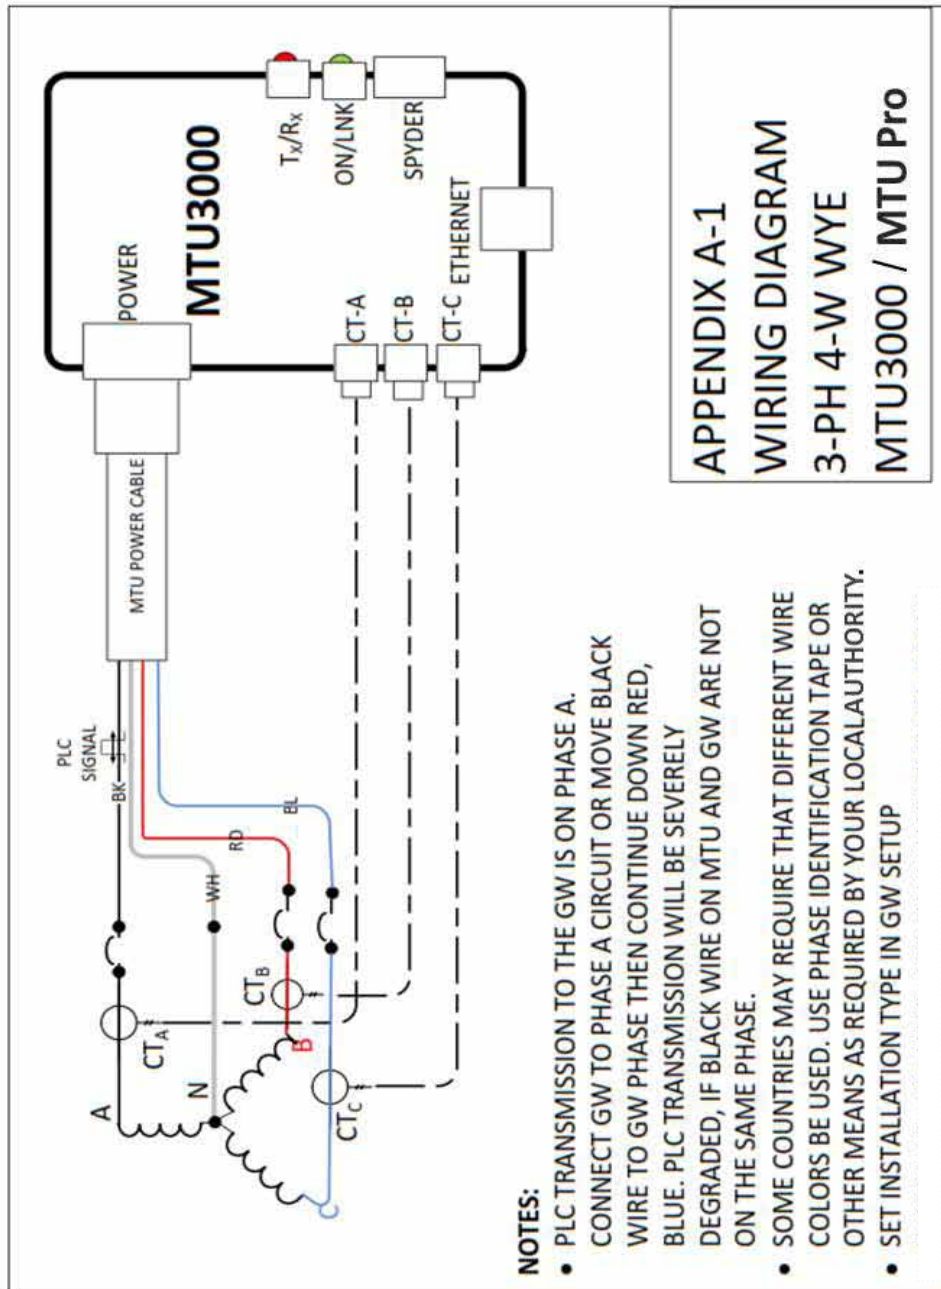 A
CT_A
N
CT_B
B
CT_C
C
WH
RD
BL
BK
PLC
SIGNAL
MTU POWER CABLE
POWER
MTU3000
Tx/Rx
ON/LNK
SPYDER
CT-A
CT-B
CT-C
ETHERNET
NOTES:
• PLC TRANSMISSION TO THE GW IS ON PHASE A.
CONNECT GW TO PHASE A CIRCUIT OR MOVE BLACK
WIRE TO GW PHASE THEN CONTINUE DOWN RED,
BLUE. PLC TRANSMISSION WILL BE SEVERELY
DEGRADED, IF BLACK WIRE ON MTU AND GW ARE NOT
ON THE SAME PHASE.
• SOME COUNTRIES MAY REQUIRE THAT DIFFERENT WIRE
COLORS BE USED. USE PHASE IDENTIFICATION TAPE OR
OTHER MEANS AS REQUIRED BY YOUR LOCALAUTHORITY.
• SET INSTALLATION TYPE IN GW SETUP
APPENDIX A-1
WIRING DIAGRAM
3-PH 4-W WYE
MTU3000 / MTU Pro